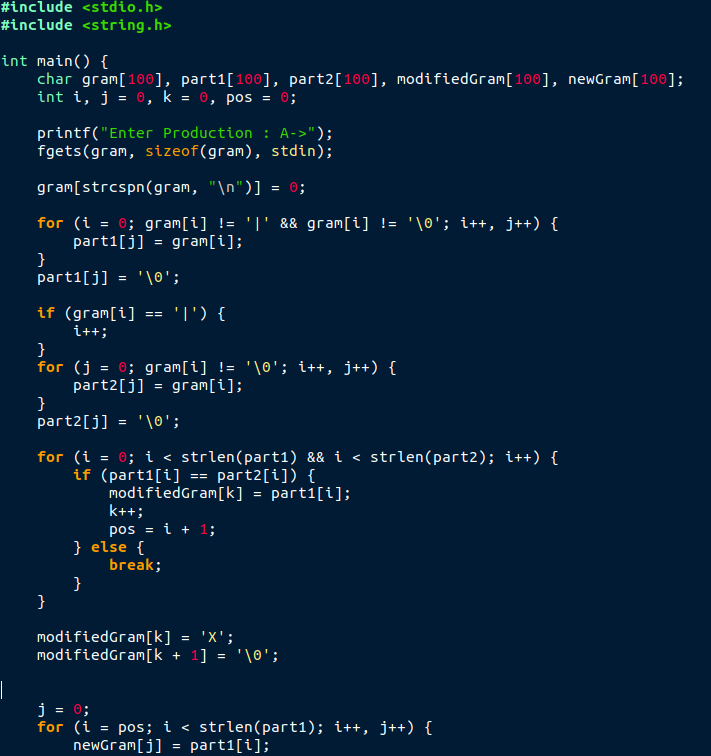 #include <stdio.h>
#include <string.h>

int main() {
    char gram[100], part1[100], part2[100], modifiedGram[100], newGram[100];
    int i, j = 0, k = 0, pos = 0;

    printf("Enter Production : A->");
    fgets(gram, sizeof(gram), stdin);

    gram[strcspn(gram, "\n")] = 0;

    for (i = 0; gram[i] != '|' && gram[i] != '\0'; i++, j++) {
        part1[j] = gram[i];
    }
    part1[j] = '\0';

    if (gram[i] == '|') {
        i++;
    }
    for (j = 0; gram[i] != '\0'; i++, j++) {
        part2[j] = gram[i];
    }
    part2[j] = '\0';

    for (i = 0; i < strlen(part1) && i < strlen(part2); i++) {
        if (part1[i] == part2[i]) {
            modifiedGram[k] = part1[i];
            k++;
            pos = i + 1;
        } else {
            break;
        }
    }

    modifiedGram[k] = 'X';
    modifiedGram[k + 1] = '\0';


    j = 0;
    for (i = pos; i < strlen(part1); i++, j++) {
        newGram[j] = part1[i];